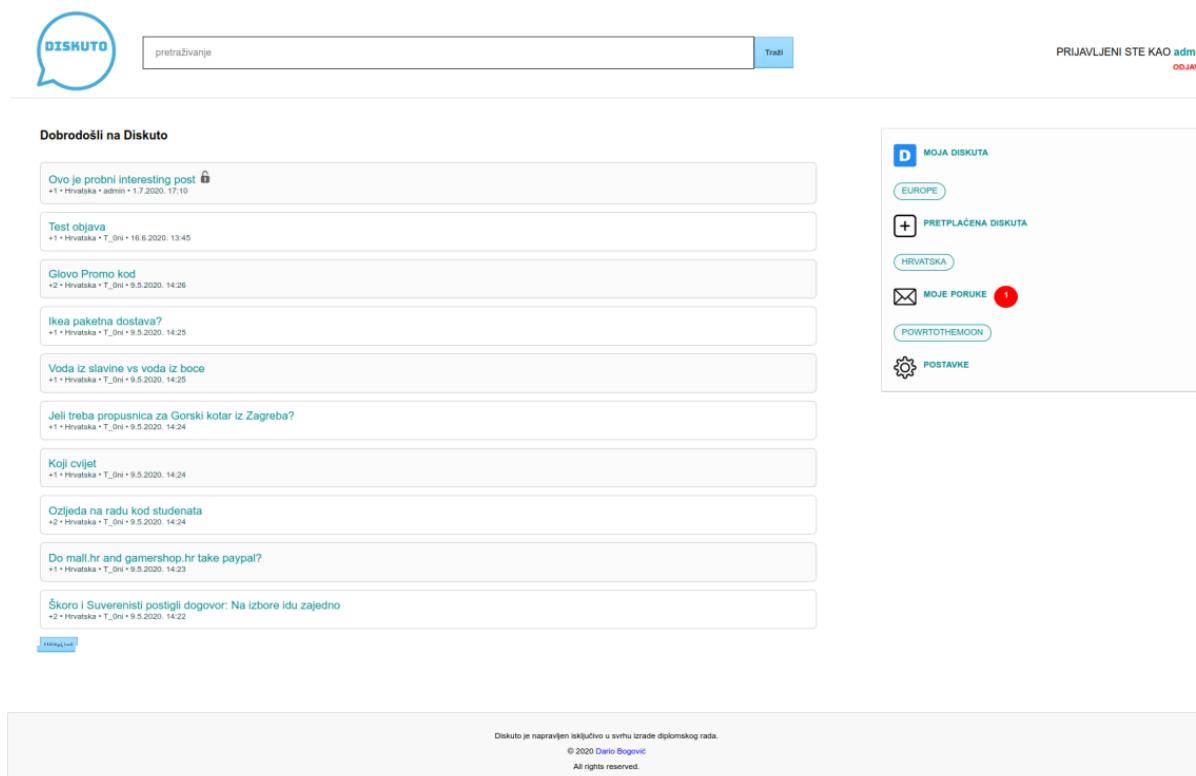 DISKUTO
pretraživanje
Traži
PRIJAVLJENI STE KAO adm
ODJAV
Dobrodošli na Diskuto
Ovo je probni interesting post
+1 • Hrvatska • admin • 1.7.2020. 17:10
Test objava
+1 • Hrvatska • T_0ni • 16.6.2020. 13:45
Glovo Promo kod
+2 • Hrvatska • T_0ni • 9.5.2020. 14:26
Ikea paketna dostava?
+1 • Hrvatska • T_0ni • 9.5.2020. 14:25
Voda iz slavine vs voda iz boce
+1 • Hrvatska • T_0ni • 9.5.2020. 14:25
Jeli treba propusnica za Gorski kotar iz Zagreba?
+1 • Hrvatska • T_0ni • 9.5.2020. 14:24
Koji cvijet
+1 • Hrvatska • T_0ni • 9.5.2020. 14:24
Ozljeda na radu kod studenata
+2 • Hrvatska • T_0ni • 9.5.2020. 14:24
Do mall.hr and gamershop.hr take paypal?
+1 • Hrvatska • T_0ni • 9.5.2020. 14:23
Škoro i Suverenisti postigli dogovor: Na izbore idu zajedno
+2 • Hrvatska • T_0ni • 9.5.2020. 14:22
D MOJA DISKUTA
EUROPE
PRETPLAĆENA DISKUTA
HRVATSKA
MOJE PORUKE 1
POWRTOTHEMOON
POSTAVKE
Diskuto je napravljen isključivo u svrhu izrade diplomskog rada.
© 2020 Dario Bogović
All rights reserved.